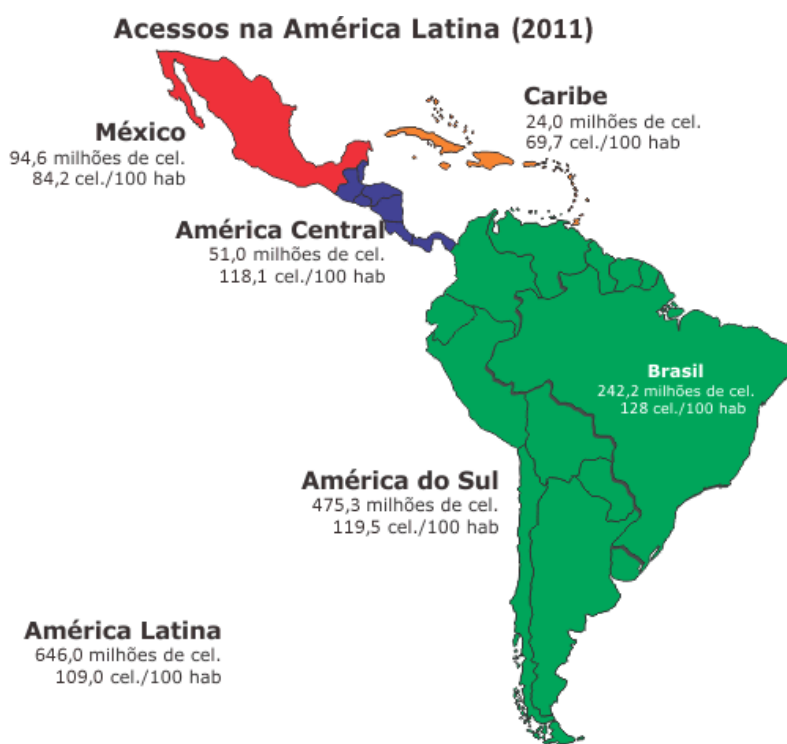 Acessos na América Latina (2011)
Caribe
24,0 milhões de cel.
69,7 cel./100 hab
México
94,6 milhões de cel.
84,2 cel./100 hab
América Central
51,0 milhões de cel.
118,1 cel./100 hab
Brasil
242,2 milhões de cel.
128 cel./100 hab
América do Sul
475,3 milhões de cel.
119,5 cel./100 hab
América Latina
646,0 milhões de cel.
109,0 cel./100 hab